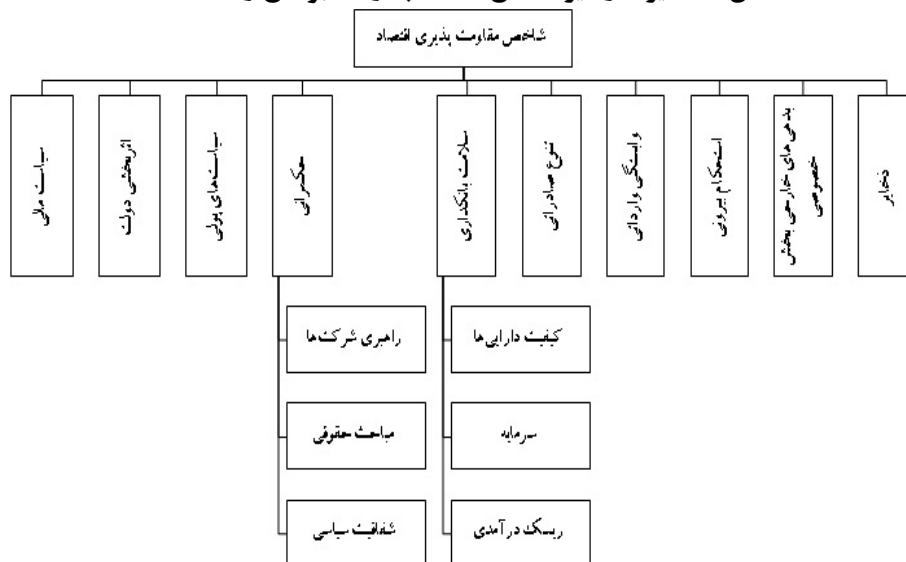 شاخص مقاومت پذیری اقتصاد
ذخایر
بدهی‌های خارجی بخش
خصوصی
استحکام بیرونی
وابستگی وارداتی
تنوع صادراتی
سلامت بانکداری
حکمرانی
سیاست‌های پولی
اثربخشی دولت
سیاست مالی
کیفیت دارایی‌ها
سرمایه
ریسک درآمدی
راهبری شرکت‌ها
مباحث حقوقی
شفافیت سیاسی